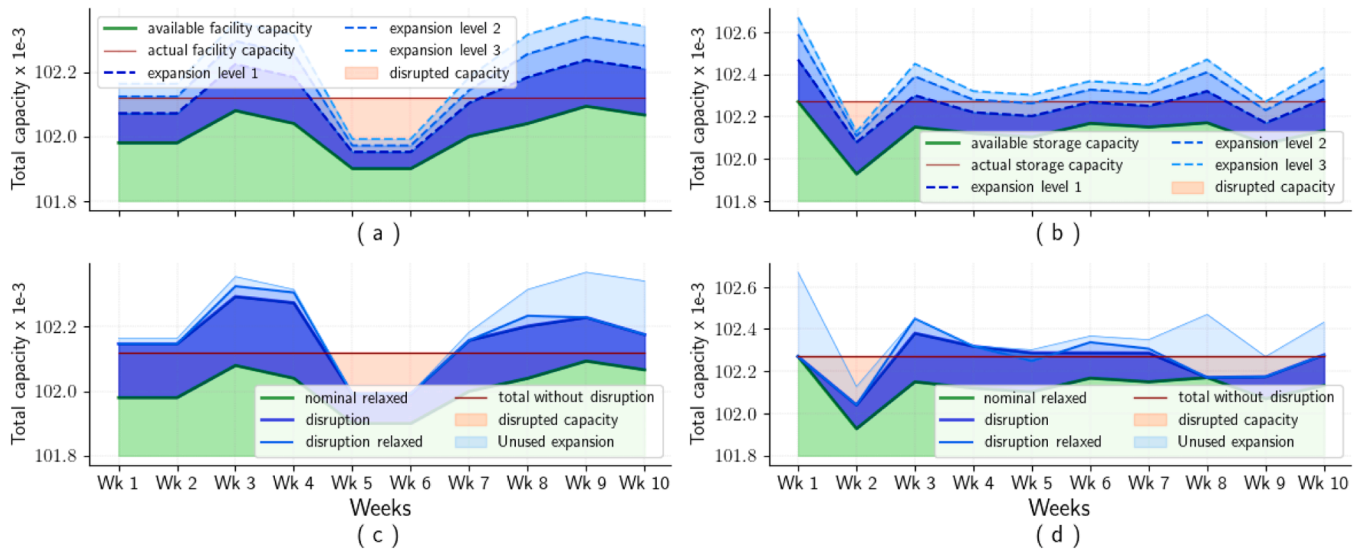 Total capacity x 1e-3
102.2
102.0
101.8
available facility capacity
actual facility capacity
expansion level 1
expansion level 2
expansion level 3
disrupted capacity
( a )
Total capacity x 1e-3
102.6
102.4
102.2
102.0
101.8
available storage capacity
actual storage capacity
expansion level 1
expansion level 2
expansion level 3
disrupted capacity
( b )
Total capacity x 1e-3
102.2
102.0
101.8
nominal relaxed
disruption
disruption relaxed
total without disruption
disrupted capacity
Unused expansion
Wk 1 Wk 2 Wk 3 Wk 4 Wk 5 Wk 6 Wk 7 Wk 8 Wk 9 Wk 10
Weeks
( c )
Total capacity x 1e-3
102.6
102.4
102.2
102.0
101.8
nominal relaxed
disruption
disruption relaxed
total without disruption
disrupted capacity
Unused expansion
Wk 1 Wk 2 Wk 3 Wk 4 Wk 5 Wk 6 Wk 7 Wk 8 Wk 9 Wk 10
Weeks
( d )